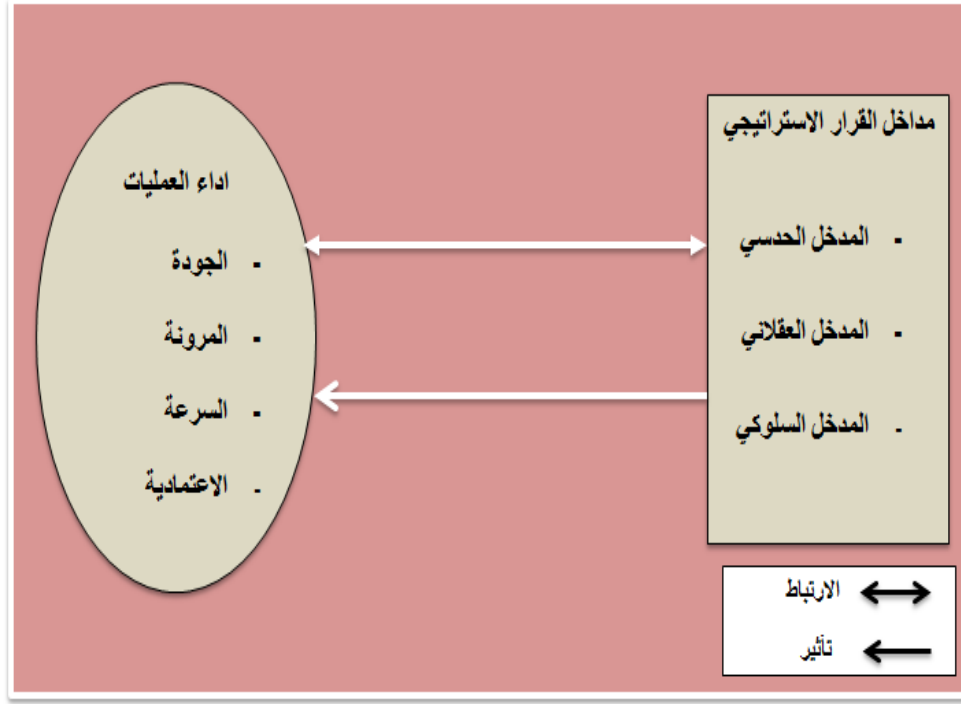 مداخل القرار الاستراتيجي
- المدخل الحدسي
- المدخل العقلاني
- المدخل السلوكي
اداء العمليات
- الجودة
- المرونة
- السرعة
- الاعتمادية
الارتباط
تأثير